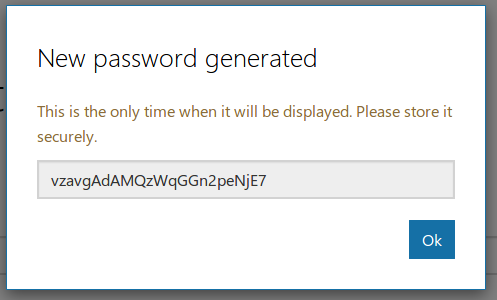 New password generated
This is the only time when it will be displayed. Please store it
securely.
vzavgAdAMQzWqGGn2peNjE7
Ok